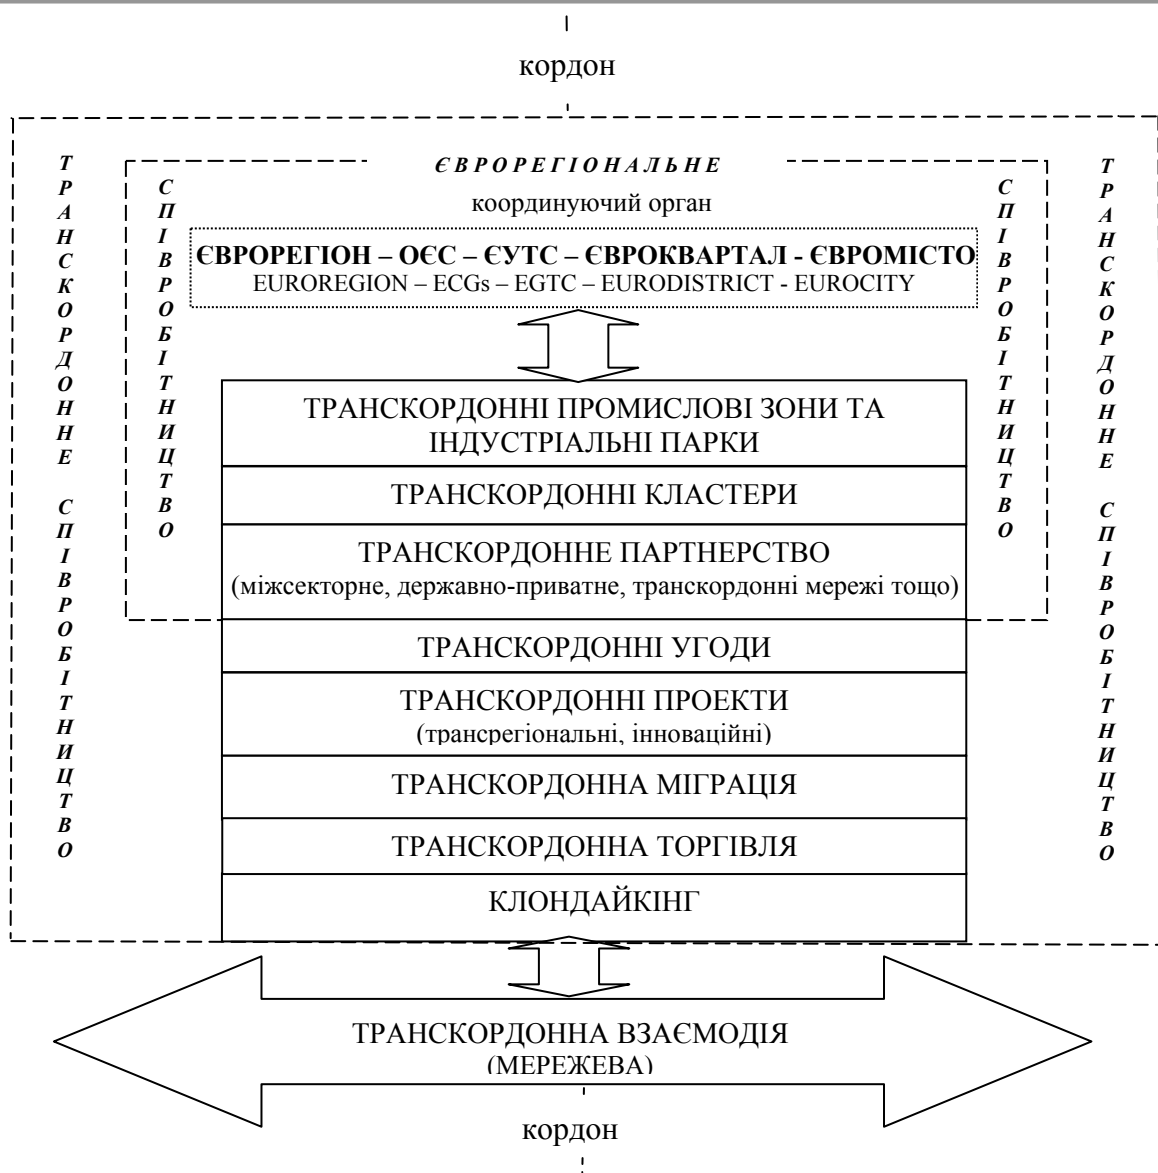 кордон
ТРАНСКОРДОННЕ СПІВРОБІТНИЦТВО
ЄВРОРЕГІОНАЛЬНЕ
СПІВРОБІТНИЦТВО
координуючий орган
ЄВРОРЕГІОН – ОЄС – ЄУТС – ЄВРОКВАРТАЛ - ЄВРОМІСТО
EUROREGION – ECGs – EGTC – EURODISTRICT - EUROCITY
СПІВРОБІТНИЦТВО
ТРАНСКОРДОННЕ СПІВРОБІТНИЦТВО
ТРАНСКОРДОННІ ПРОМИСЛОВІ ЗОНИ ТА
ІНДУСТРІАЛЬНІ ПАРКИ
ТРАНСКОРДОННІ КЛАСТЕРИ
ТРАНСКОРДОННЕ ПАРТНЕРСТВО
(міжсекторне, державно-приватне, транскордонні мережі тощо)
ТРАНСКОРДОННІ УГОДИ
ТРАНСКОРДОННІ ПРОЕКТИ
(трансрегіональні, інноваційні)
ТРАНСКОРДОННА МІГРАЦІЯ
ТРАНСКОРДОННА ТОРГІВЛЯ
КЛОНДАЙКІНГ
ТРАНСКОРДОННА ВЗАЄМОДІЯ
(МЕРЕЖЕВА)
кордон